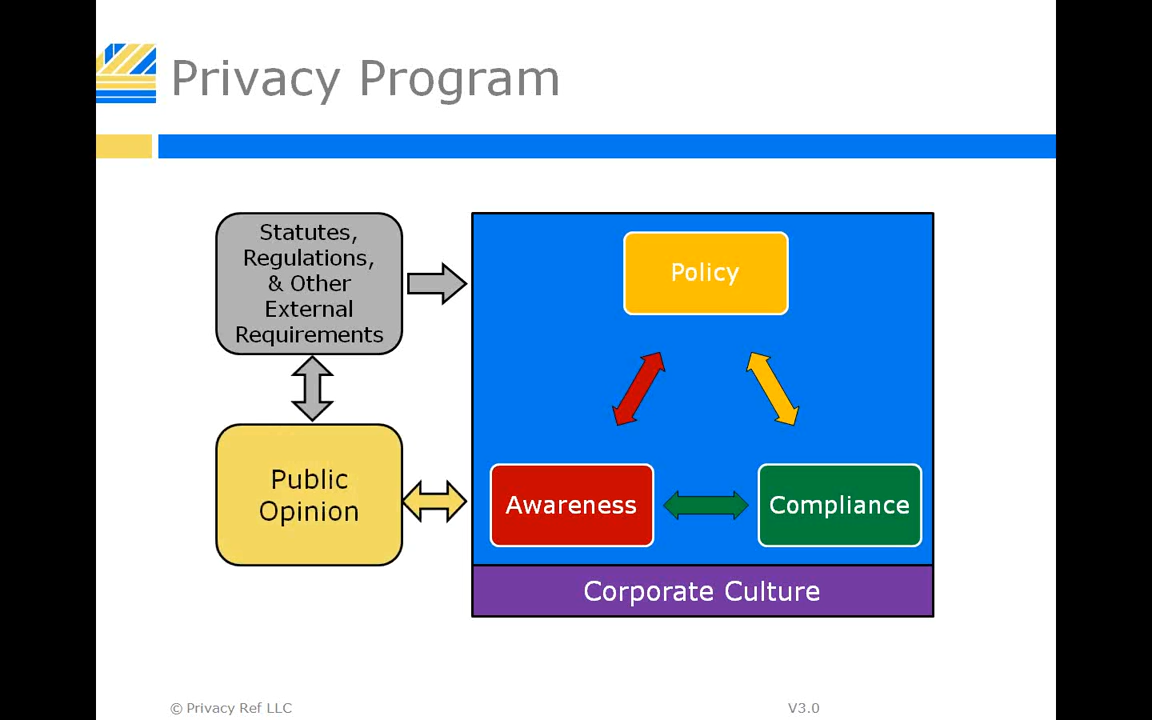 Privacy Program
Statutes,
Regulations,
& Other
External
Requirements
Policy
Public
Opinion
Awareness
Compliance
Corporate Culture
© Privacy Ref LLC
V3.0